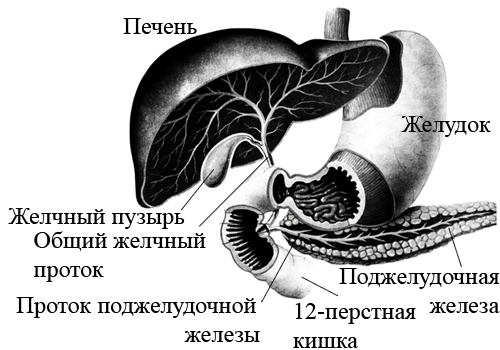 Печень
Желудок
Желчный пузырь
Общий желчный
проток
Поджелудочная
железа
Проток поджелудочной
железы
12-перстная
кишка